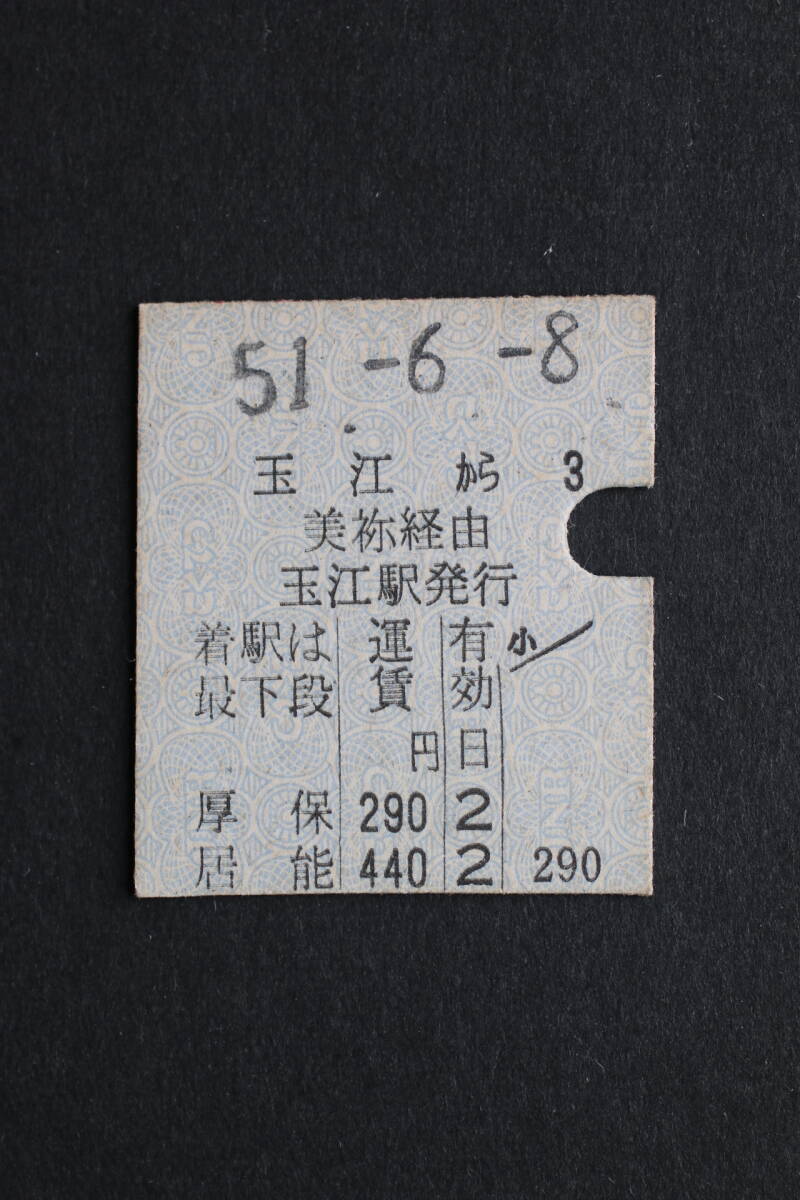 51 -6 -8
玉江から 3
美祢経由
玉江駅発行
着駅は 運賃 有効 小
最下段
円 日
厚保 290 2
居能 440 2 290